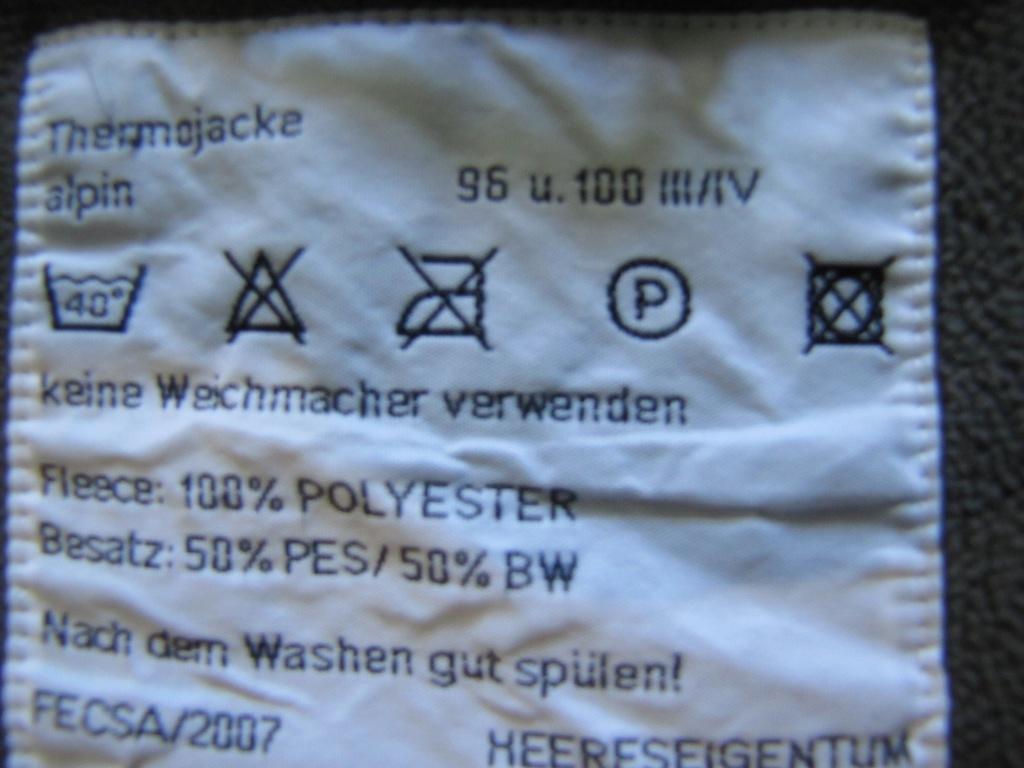 Thermojacke
alpin 96 u. 100 III/IV
40°
P
keine Weichmacher verwenden
Fleece: 100% POLYESTER
Besatz: 50% PES/ 50% BW
Nach dem Washen gut spülen!
FECSA/2007
HEERESEIGENTUM